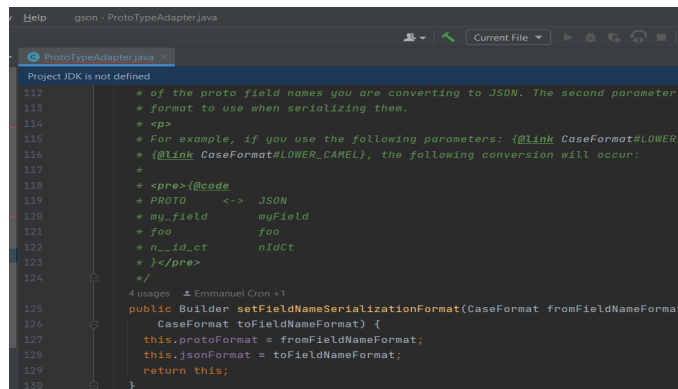 Help gson - ProtoTypeAdapter.java
Current File
ProtoTypeAdapter.java
Project JDK is not defined
112 * of the proto field names you are converting to JSON. The second parameter
113 * format to use when serializing them.
114 * <p>
115 * For example, if you use the following parameters: {@link CaseFormat#LOWER
116 * {@link CaseFormat#LOWER_CAMEL}, the following conversion will occur:
117 *
118 * <pre>{@code
119 * PROTO <-> JSON
120 * my_field myField
121 * foo foo
122 * n__id_ct nIdCt
123 * }</pre>
124 */
4 usages Emmanuel Cron +1
125 public Builder setFieldNameSerializationFormat(CaseFormat fromFieldNameForma
126 CaseFormat toFieldNameFormat) {
127 this.protoFormat = fromFieldNameFormat;
128 this.jsonFormat = toFieldNameFormat;
129 return this;
130 }